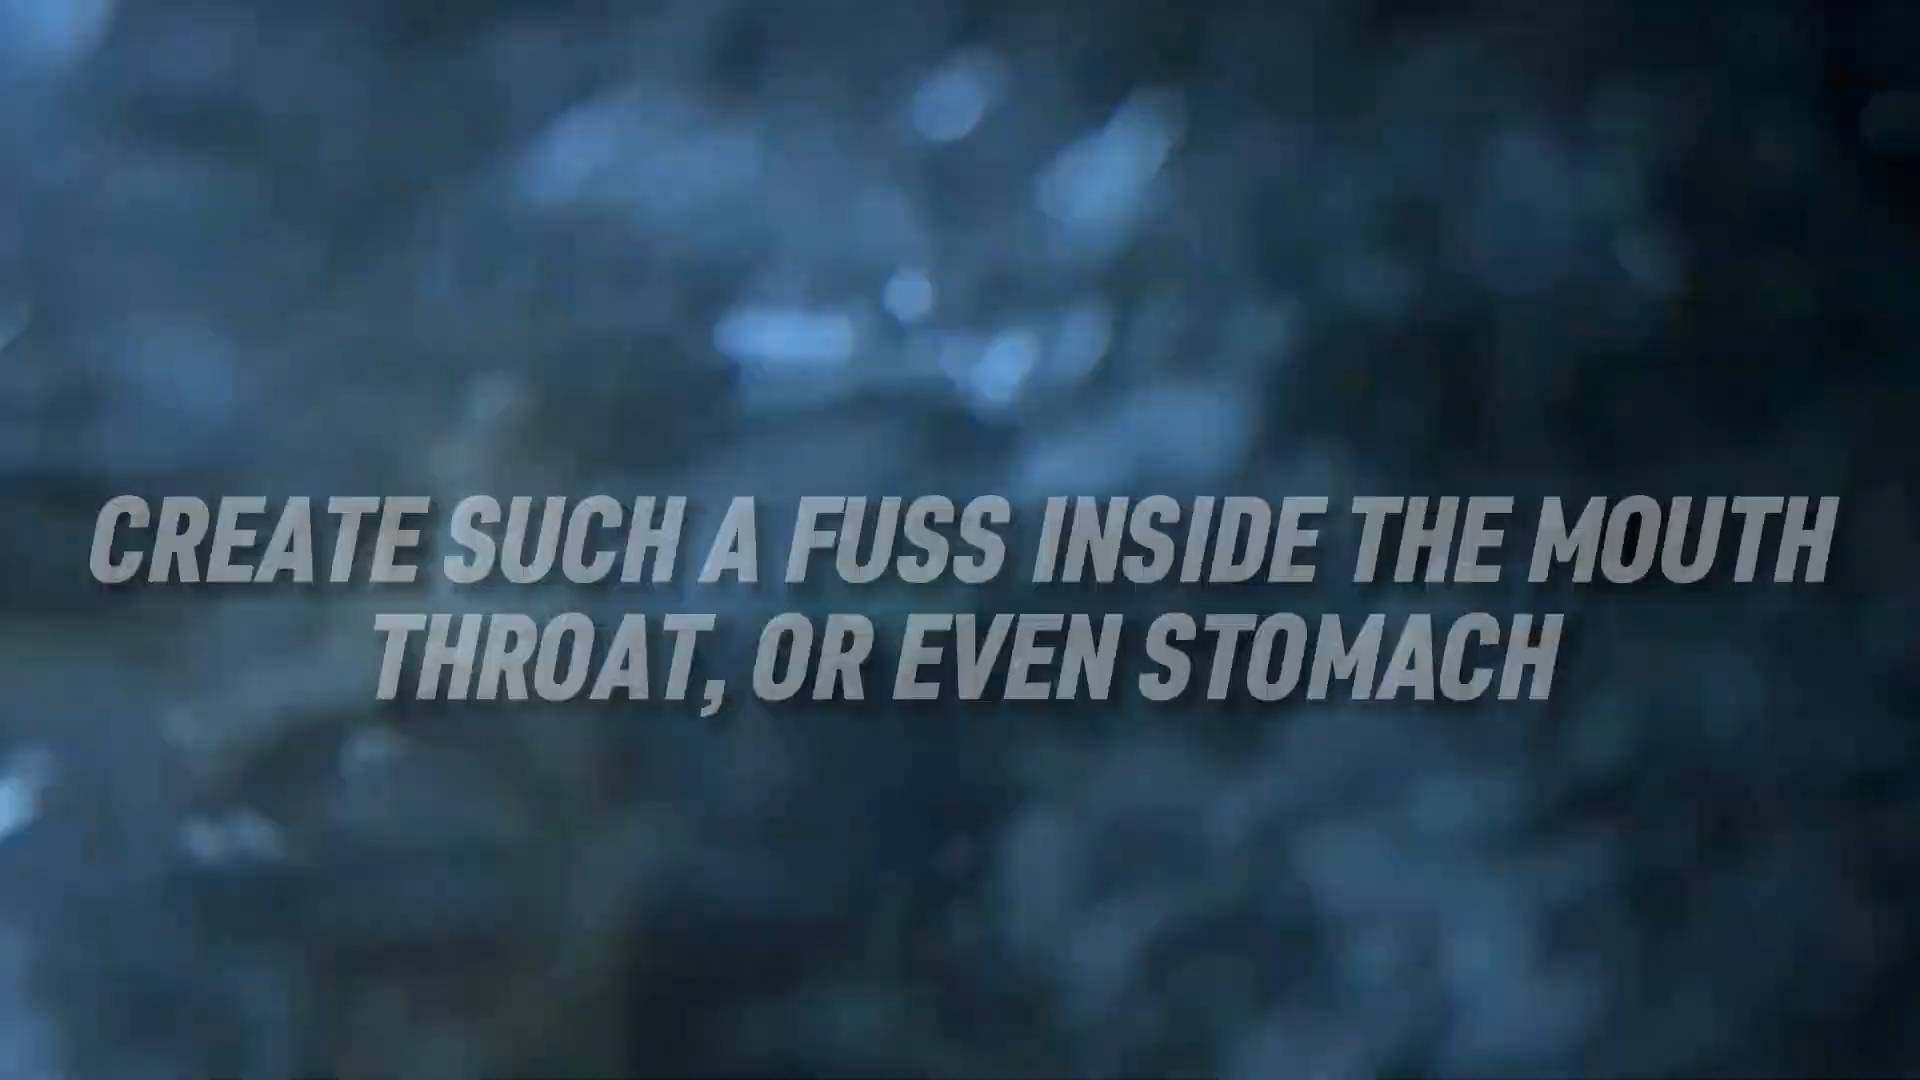 CREATE SUCH A FUSS INSIDE THE MOUTH
THROAT, OR EVEN STOMACH